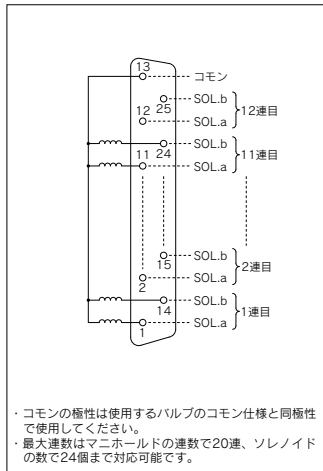 13
コモン
SOL.b
25
12連目
12
SOL.a
SOL.b
24
11連目
11
SOL.a
SOL.b
15
2連目
SOL.a
2
SOL.b
14
1連目
SOL.a
1
・コモンの極性は使用するバルブのコモン仕様と同極性
で使用してください。
・最大連数はマニホールドの連数で20連、ソレノイド
の数で24個まで対応可能です。